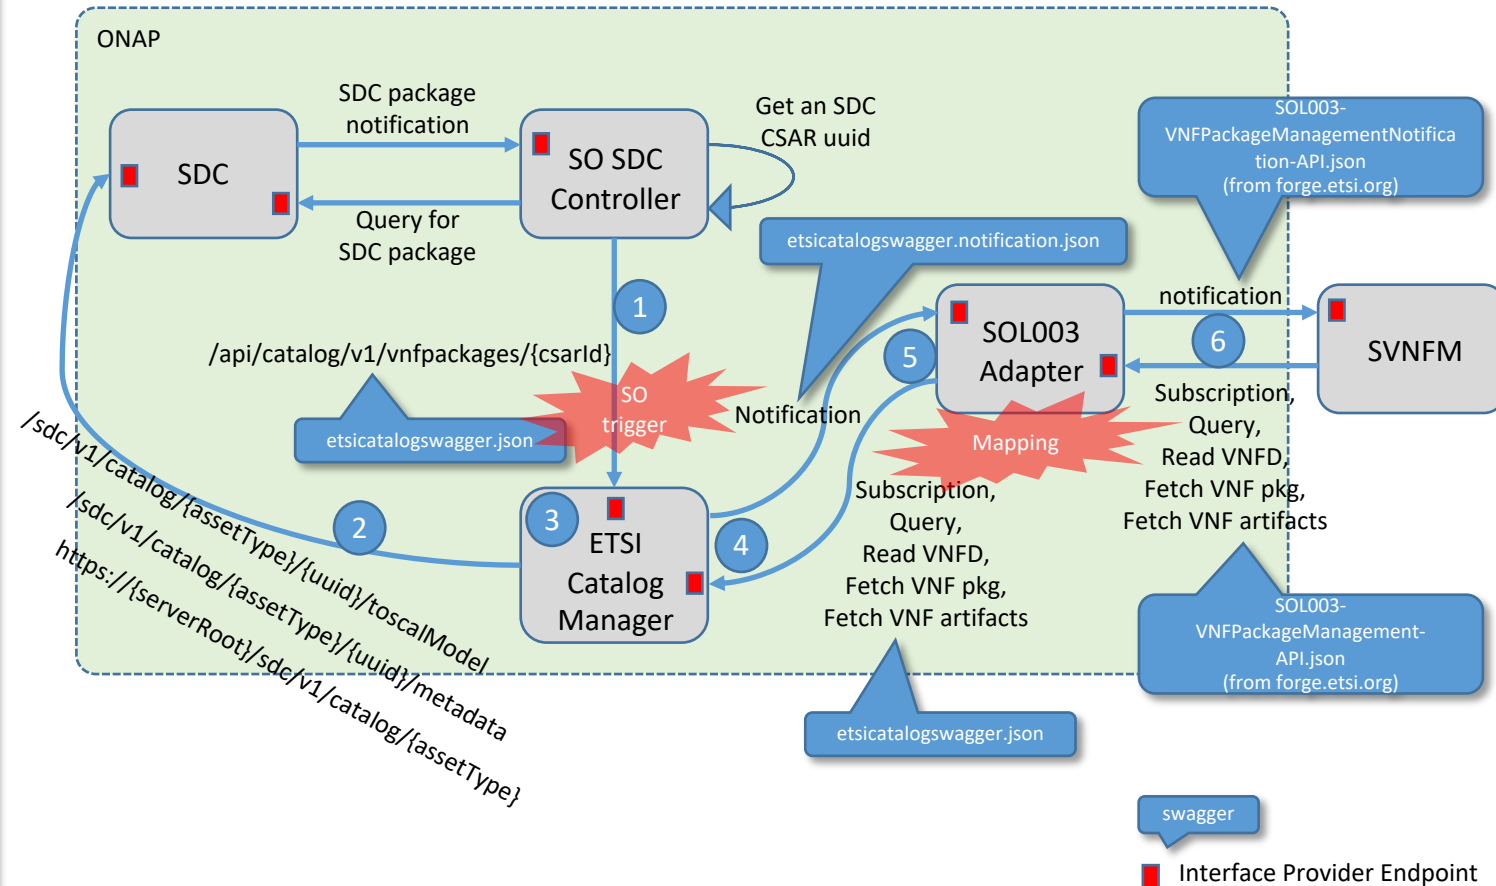 ONAP
SDC package
notification
Get an SDC
CSAR uuid
SOL003-
VNFPackageManagementNotifica
tion-API.json
(from forge.etsi.org)
SDC
SO SDC
Controller
Query for
SDC package
etsicatalogswagger.notification.json
1
notification
SOL003
Adapter
5
6
SVNFM
/api/catalog/v1/vnfpackages/{csarId}
SO
trigger
Notification
etsicatalogswagger.json
Mapping
Subscription,
Query,
Read VNFD,
Fetch VNF pkg,
Fetch VNF artifacts
/sdc/v1/catalog/{assetType}/{uuid}/toscalModel
/sdc/v1/catalog/{assetType}/{uuid}/metadata
https://{serverRoot}/sdc/v1/catalog/{assetType}
2
3
ETSI
Catalog
Manager
4
Subscription,
Query,
Read VNFD,
Fetch VNF pkg,
Fetch VNF artifacts
SOL003-
VNFPackageManagement-
API.json
(from forge.etsi.org)
etsicatalogswagger.json
swagger
Interface Provider Endpoint